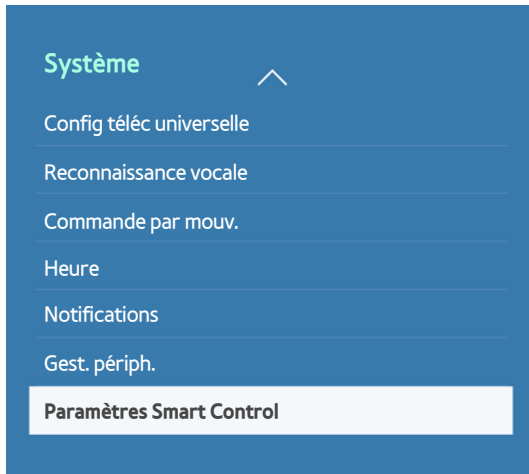 Système
Config téléc universelle
Reconnaissance vocale
Commande par mouv.
Heure
Notifications
Gest. périph.
Paramètres Smart Control